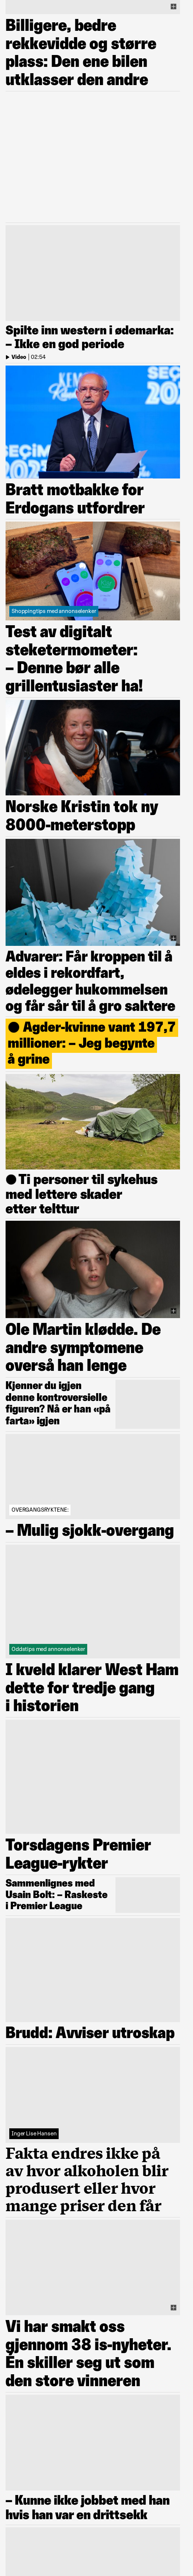 Billigere, bedre
rekkevidde og større
plass: Den ene bilen
utklasser den andre
Spilte inn western i ødemarka:
– Ikke en god periode
Video | 02:54
SEÇİM
Bratt motbakke for
Erdogans utfordrer
Shoppingtips med annonselenker
Test av digitalt
steketermometer:
– Denne bør alle
grillentusiaster ha!
Norske Kristin tok ny
8000-meterstopp
Advarer: Får kroppen til å
eldes i rekordfart,
ødelegger hukommelsen
og får sår til å gro saktere
● Agder-kvinne vant 197,7
millioner: – Jeg begynte
å grine
● Ti personer til sykehus
med lettere skader
etter telttur
Ole Martin klødde. De
andre symptomene
overså han lenge
Kjenner du igjen
denne kontroversielle
figuren? Nå er han «på
farta» igjen
OVERGANGSRYKTENE:
– Mulig sjokk-overgang
Oddstips med annonselenker
I kveld klarer West Ham
dette for tredje gang
i historien
Torsdagens Premier
League-rykter
Sammenlignes med
Usain Bolt: – Raskeste
i Premier League
Brudd: Avviser utroskap
Inger Lise Hansen
Fakta endres ikke på
av hvor alkoholen blir
produsert eller hvor
mange priser den får
Vi har smakt oss
gjennom 38 is-nyheter.
Én skiller seg ut som
den store vinneren
– Kunne ikke jobbet med han
hvis han var en drittsekk